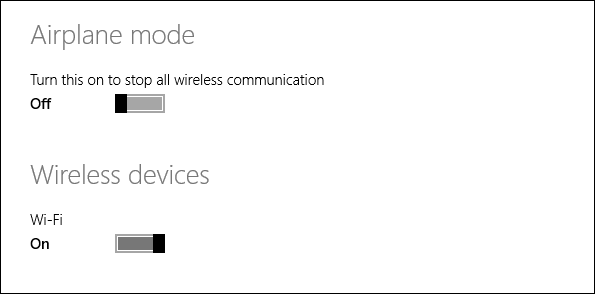 Airplane mode
Turn this on to stop all wireless communication
Off
Wireless devices
Wi-Fi
On